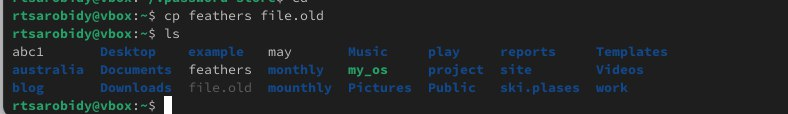 rtsarobidy@vbox:~$ cp feathers file.old
rtsarobidy@vbox:~$ ls
abc1 Desktop example may Music play reports Templates
australia Documents feathers monthly my_os project site Videos
blog Downloads file.old mounthly Pictures Public ski.plases work
rtsarobidy@vbox:~$